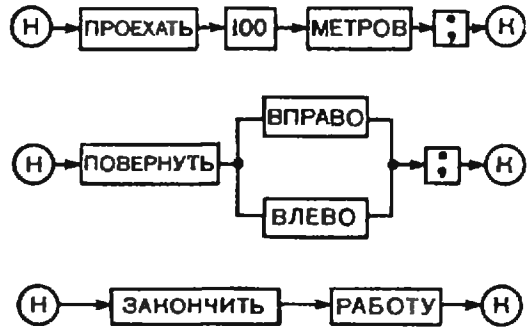 Н ПРОЕХАТЬ 100 МЕТРОВ ; К
ВПРАВО
Н ПОВЕРНУТЬ ; К
ВЛЕВО
Н ЗАКОНЧИТЬ РАБОТУ К